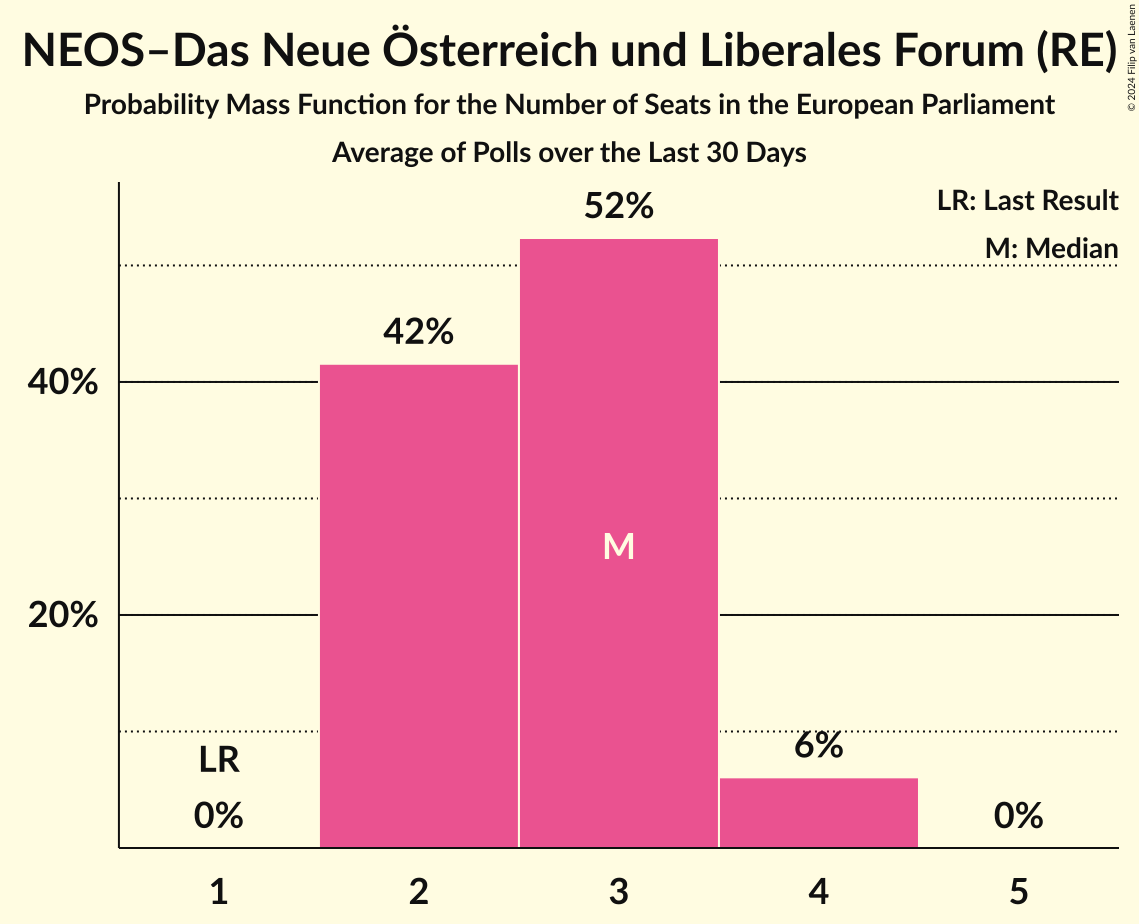 NEOS–Das Neue Österreich und Liberales Forum (RE)
Probability Mass Function for the Number of Seats in the European Parliament
Average of Polls over the Last 30 Days
© 2024 Filip van Laenen
LR: Last Result
M: Median
52%
42%
40%
M
20%
6%
LR
0%
0%
1 2 3 4 5